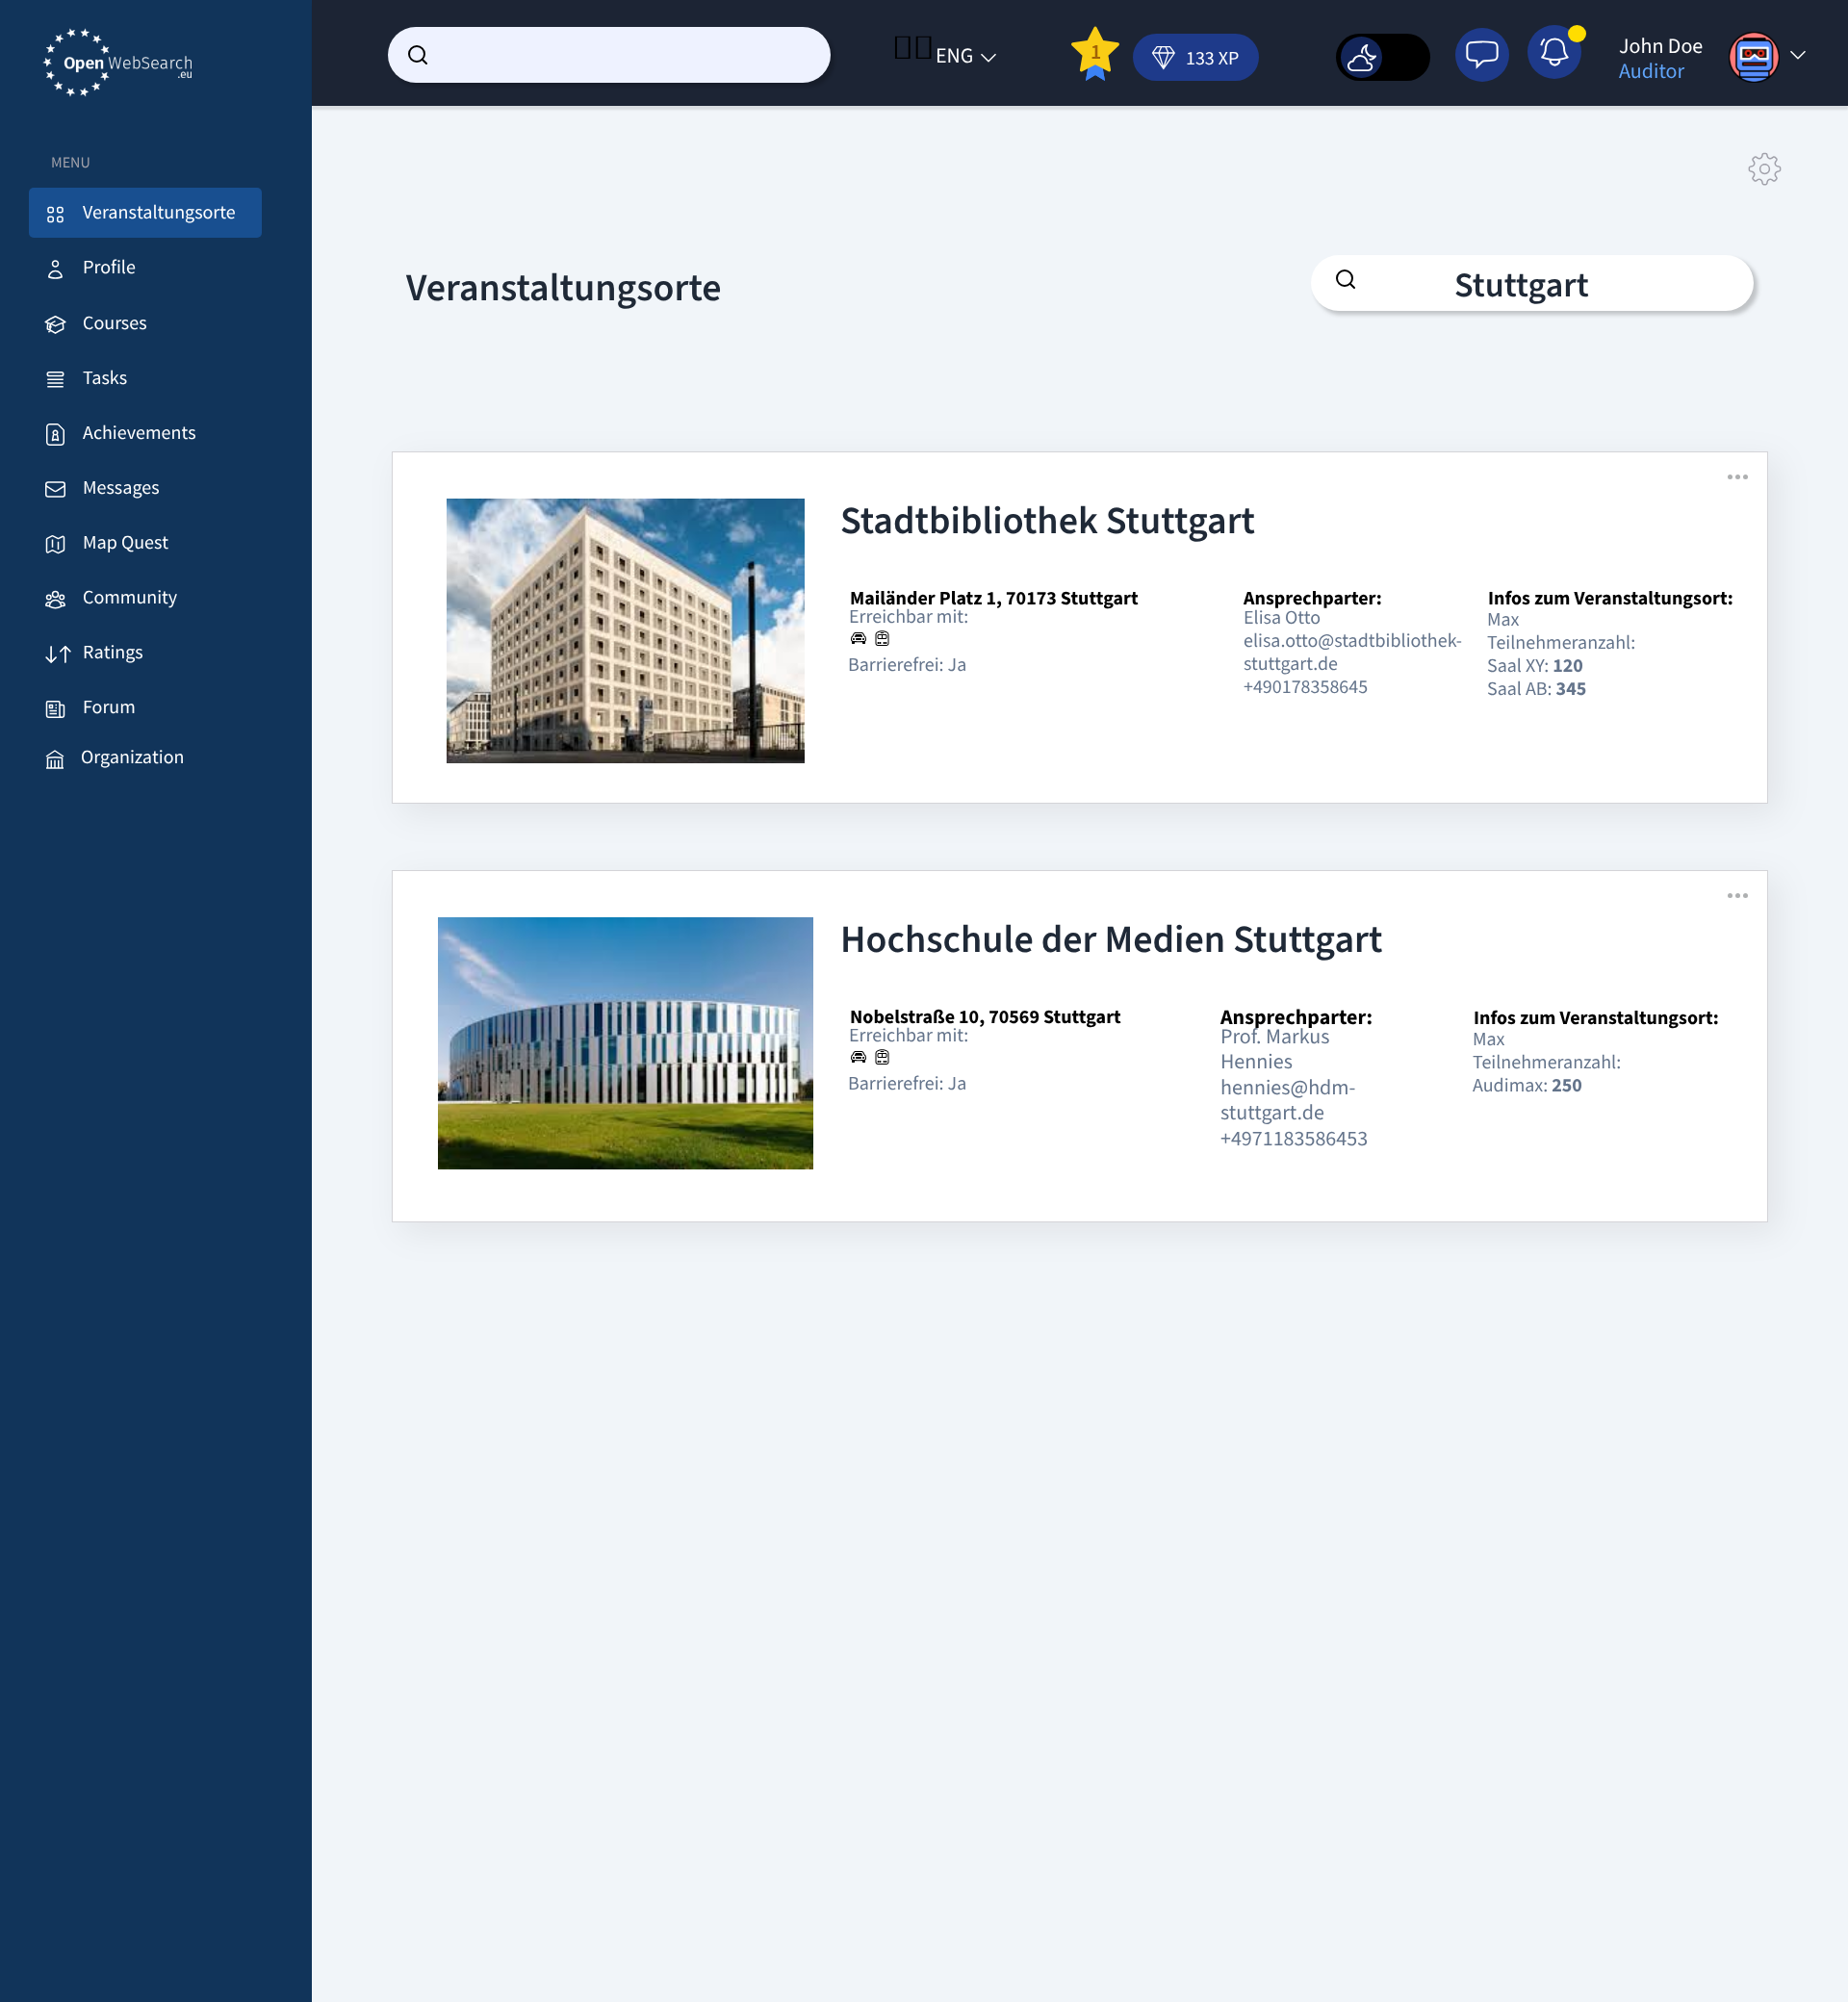 Open WebSearch
.eu
ENG
1
133 XP
John Doe
Auditor
MENU
Veranstaltungsorte
Profile
Courses
Tasks
Achievements
Messages
Map Quest
Community
Ratings
Forum
Organization
Veranstaltungsorte
Stuttgart
Stadtbibliothek Stuttgart
Mailänder Platz 1, 70173 Stuttgart
Erreichbar mit:
Barrierefrei: Ja
Ansprechparter:
Elisa Otto
elisa.otto@stadtbibliothek-
stuttgart.de
+490178358645
Infos zum Veranstaltungsort:
Max
Teilnehmeranzahl:
Saal XY: 120
Saal AB: 345
Hochschule der Medien Stuttgart
Nobelstraße 10, 70569 Stuttgart
Erreichbar mit:
Barrierefrei: Ja
Ansprechparter:
Prof. Markus
Hennies
hennies@hdm-
stuttgart.de
+4971183586453
Infos zum Veranstaltungsort:
Max
Teilnehmeranzahl:
Audimax: 250